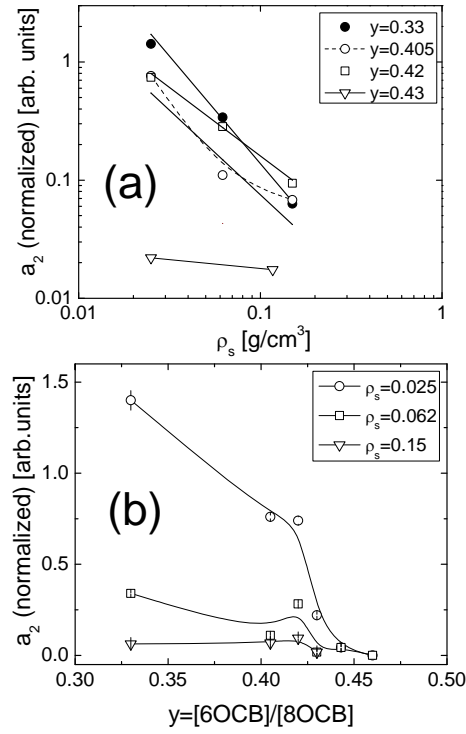 y=0.33
y=0.405
y=0.42
y=0.43
1
0.1
0.01
a₂ (normalized) [arb. units]
(a)
0.01 0.1 1
ρₛ [g/cm³]
ρₛ=0.025
ρₛ=0.062
ρₛ=0.15
1.5
1.0
0.5
0.0
a₂ (normalized) [arb.units]
(b)
0.30 0.35 0.40 0.45 0.50
y=[6OCB]/[8OCB]